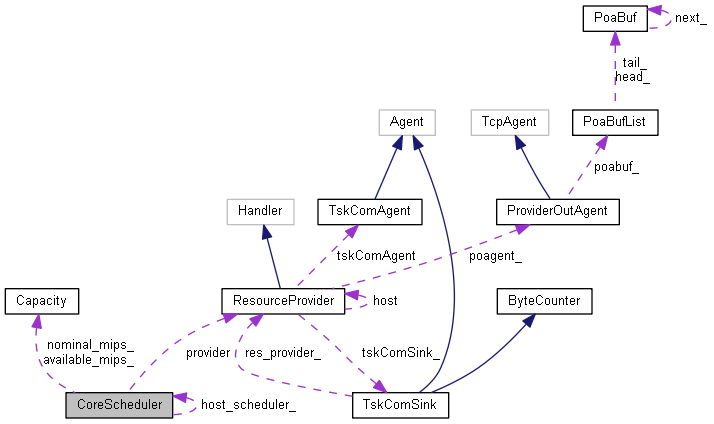 PoaBuf
next_
tail_
head_
Agent
TcpAgent
PoaBufList
poabuf_
Handler
TskComAgent
ProviderOutAgent
tskComAgent
poagent_
Capacity
ResourceProvider
host
ByteCounter
nominal_mips_
available_mips_
provider
res_provider_
tskComSink_
CoreScheduler
host_scheduler_
TskComSink